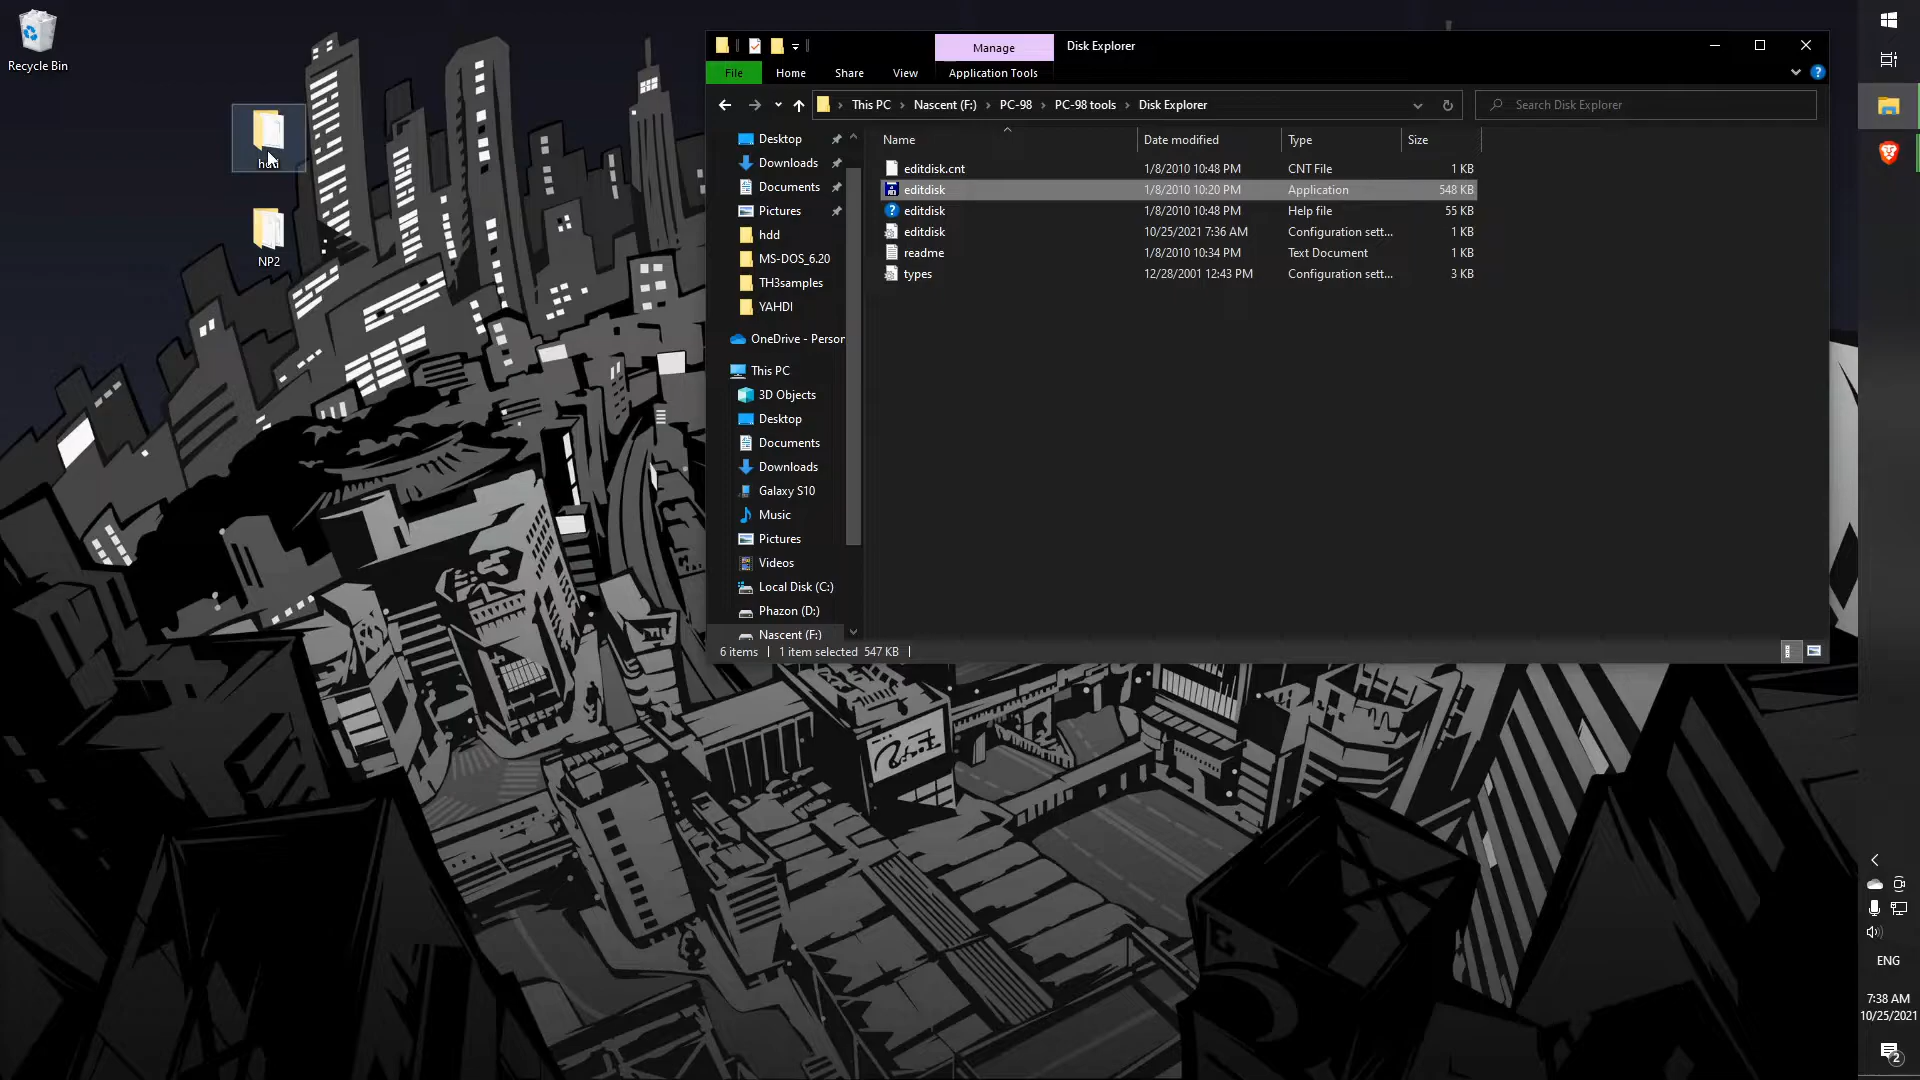 Recycle Bin
NP2
Manage
Disk Explorer
File
Home
Share
View
Application Tools
This PC
Nascent (F:)
PC-98
PC-98 tools
Disk Explorer
Search Disk Explorer
Name
Date modified
Type
Size
editdisk.cnt 1/8/2010 10:48 PM CNT File 1 KB
editdisk 1/8/2010 10:20 PM Application 548 KB
editdisk 1/8/2010 10:48 PM Help file 55 KB
editdisk 10/25/2021 7:36 AM Configuration sett... 1 KB
readme 1/8/2010 10:34 PM Text Document 1 KB
types 12/28/2001 12:43 PM Configuration sett... 3 KB
Desktop
Downloads
Documents
Pictures
hdd
MS-DOS_6.20
TH3samples
YAHDI
OneDrive - Person
This PC
3D Objects
Desktop
Documents
Downloads
Galaxy S10
Music
Pictures
Videos
Local Disk (C:)
Phazon (D:)
Nascent (F:)
6 items
1 item selected 547 KB
ENG
7:38 AM
10/25/2021
2